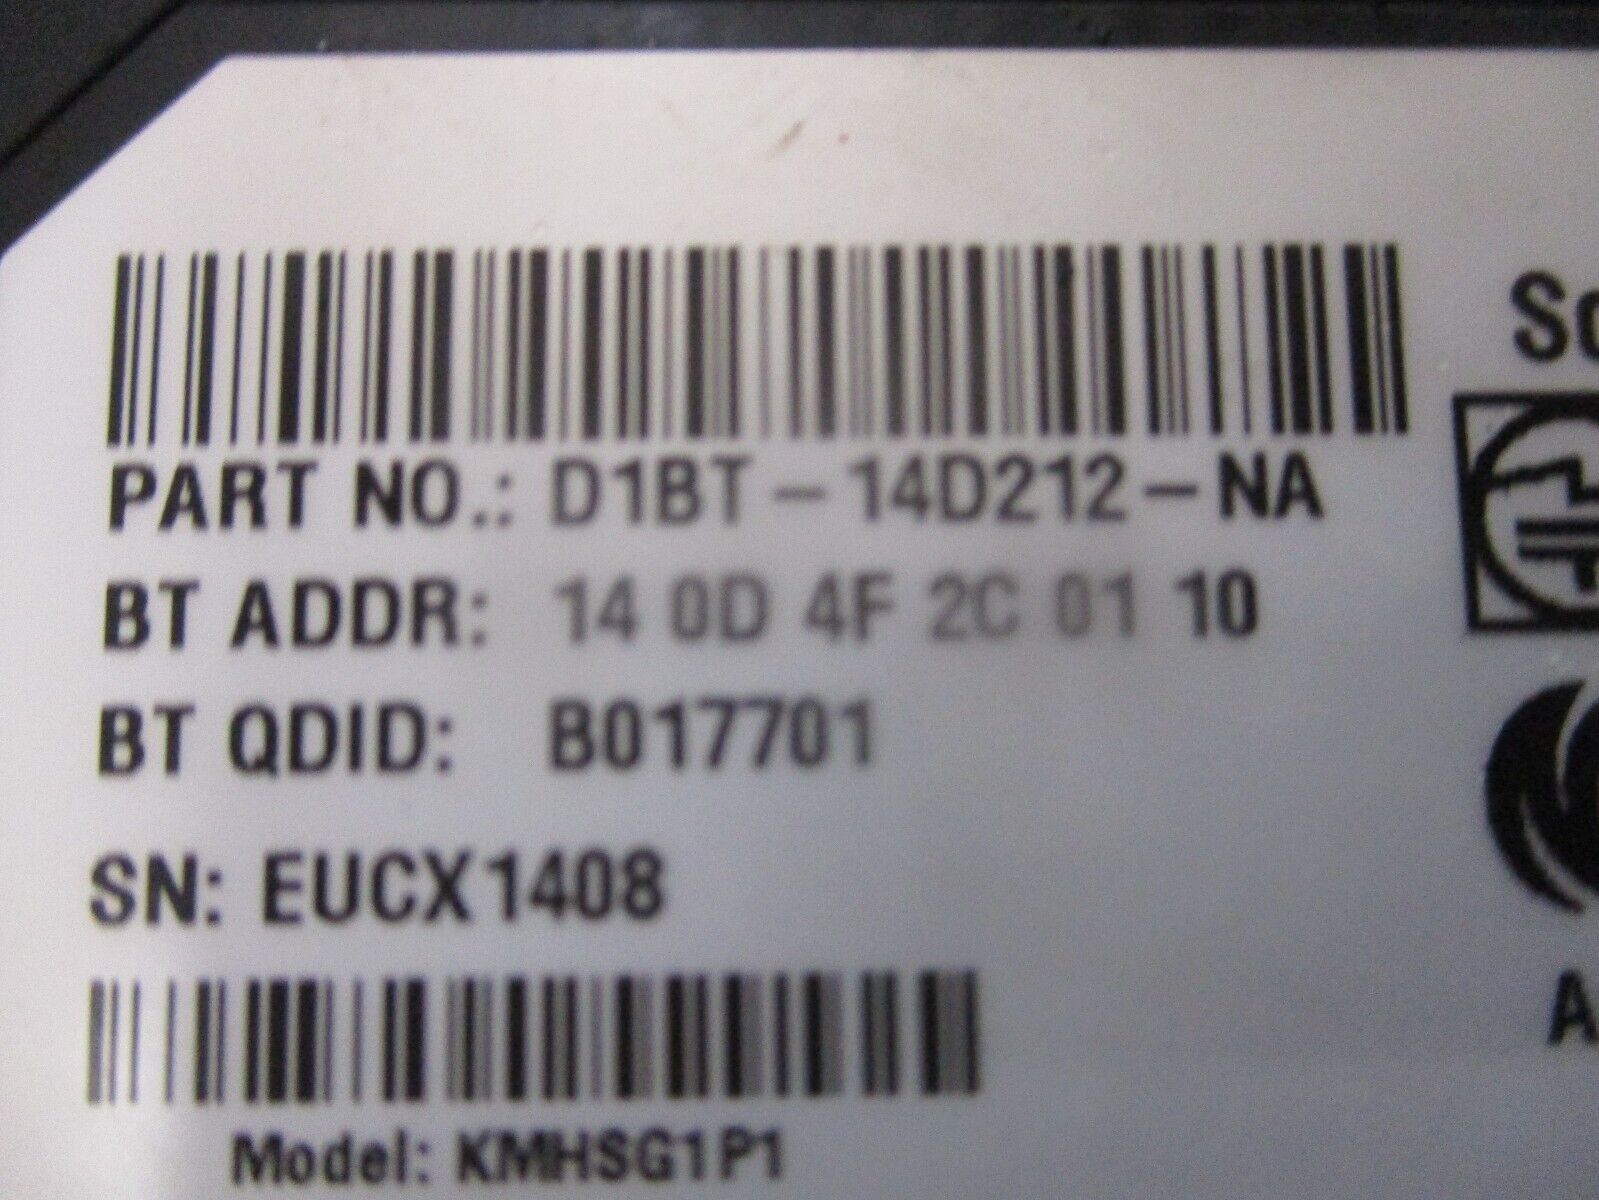 PART NO.: D1BT-14D212-NA
BT ADDR: 14 0D 4F 2C 01 10
BT QDID: B017701
SN: EUCX1408
Model: KMHSG1P1